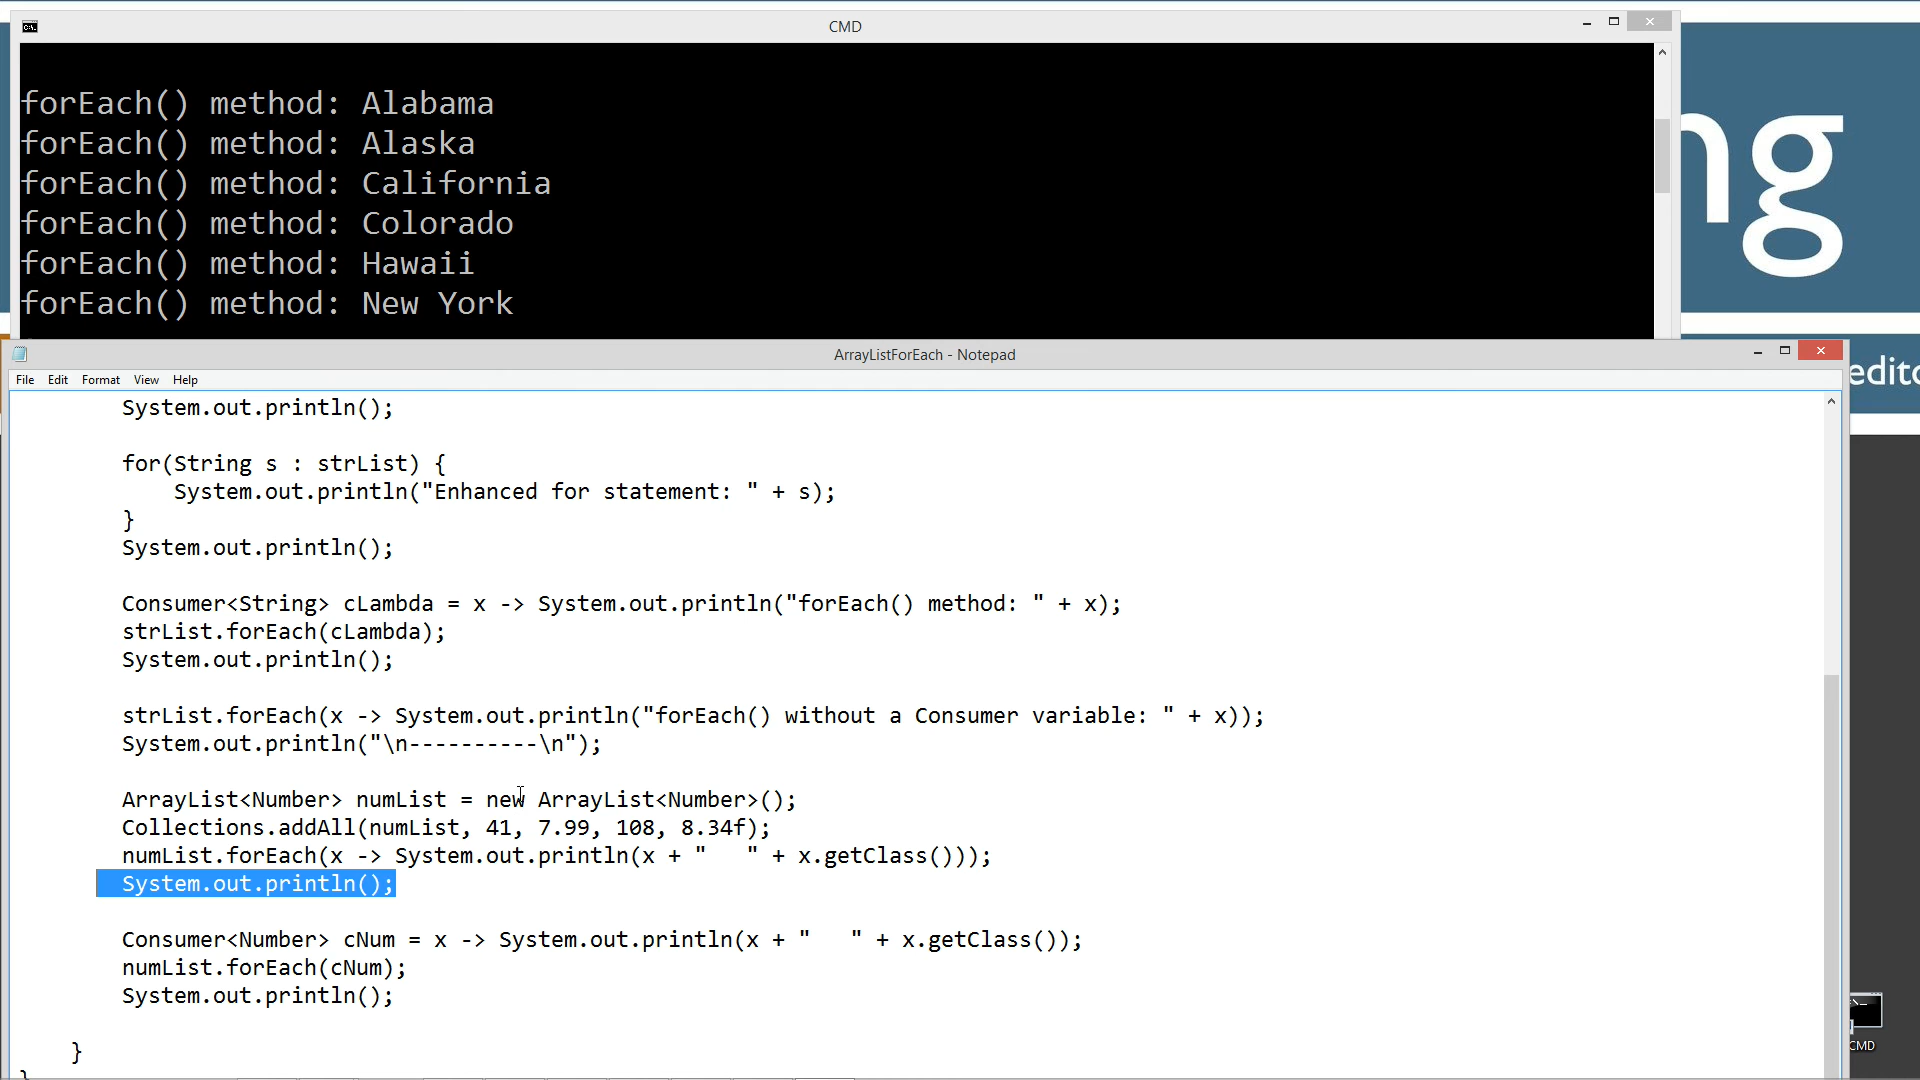 CMD
forEach() method: Alabama
forEach() method: Alaska
forEach() method: California
forEach() method: Colorado
forEach() method: Hawaii
forEach() method: New York
ng
ArrayListForEach - Notepad
File Edit Format View Help
edito
System.out.println();
for(String s : strList) {
System.out.println("Enhanced for statement: " + s);
}
System.out.println();
Consumer<String> cLambda = x -> System.out.println("forEach() method: " + x);
strList.forEach(cLambda);
System.out.println();
strList.forEach(x -> System.out.println("forEach() without a Consumer variable: " + x));
System.out.println("\n----------\n");
ArrayList<Number> numList = new ArrayList<Number>();
Collections.addAll(numList, 41, 7.99, 108, 8.34f);
numList.forEach(x -> System.out.println(x + "   " + x.getClass()));
System.out.println();
Consumer<Number> cNum = x -> System.out.println(x + "   " + x.getClass());
numList.forEach(cNum);
System.out.println();
}
}
CMD